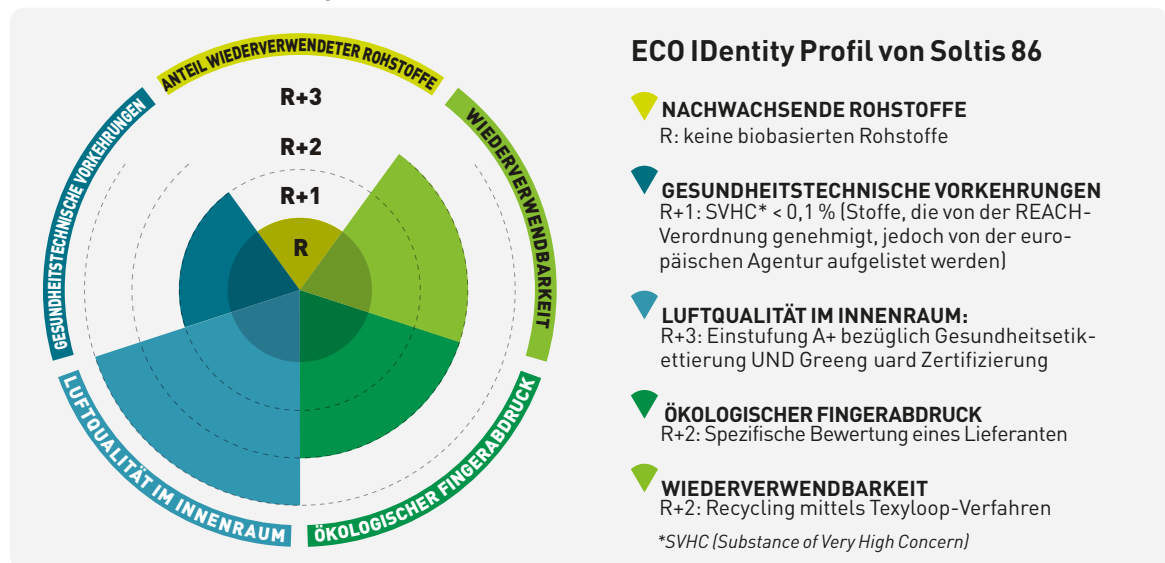 ANTEIL WIEDERVERWENDETER ROHSTOFFE
WIEDERVERWENDBARKEIT
ÖKOLOGISCHER FINGERABDRUCK
LUFTQUALITÄT IM INNENRAUM
GESUNDHEITSTECHNISCHE VORKEHRUNGEN
R+3
R+2
R+1
R
ECO IDentity Profil von Soltis 86
NACHWACHSENDE ROHSTOFFE
R: keine biobasierten Rohstoffe
GESUNDHEITSTECHNISCHE VORKEHRUNGEN
R+1: SVHC* < 0,1 % (Stoffe, die von der REACH-
Verordnung genehmigt, jedoch von der euro-
päischen Agentur aufgelistet werden)
LUFTQUALITÄT IM INNENRAUM:
R+3: Einstufung A+ bezüglich Gesundheitsetik-
ettierung UND Greeng uard Zertifizierung
ÖKOLOGISCHER FINGERABDRUCK
R+2: Spezifische Bewertung eines Lieferanten
WIEDERVERWENDBARKEIT
R+2: Recycling mittels Texyloop-Verfahren
*SVHC (Substance of Very High Concern)